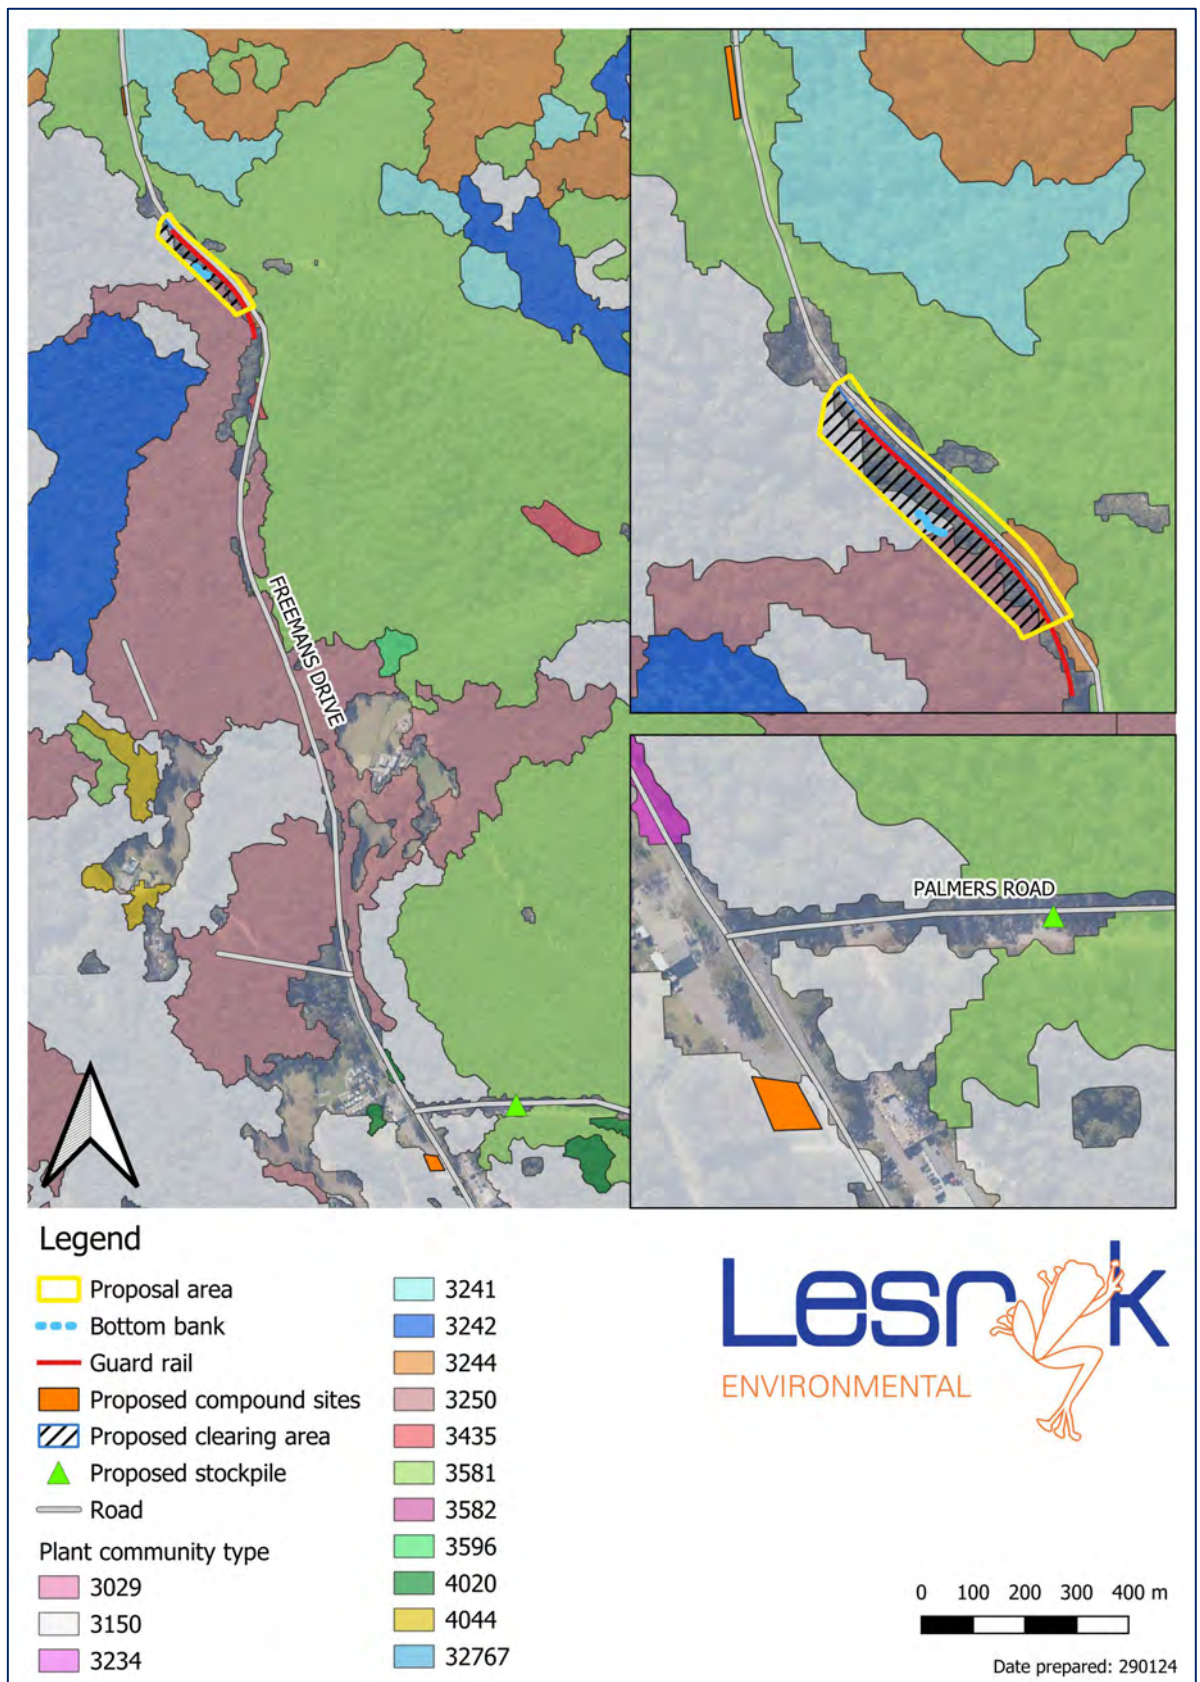 FREEMANS DRIVE
PALMERS ROAD
Legend
Proposal area
Bottom bank
Guard rail
Proposed compound sites
Proposed clearing area
Proposed stockpile
Road
Plant community type
3029
3150
3234
3241
3242
3244
3250
3435
3581
3582
3596
4020
4044
32767
Lesryk
ENVIRONMENTAL
0 100 200 300 400 m
Date prepared: 290124